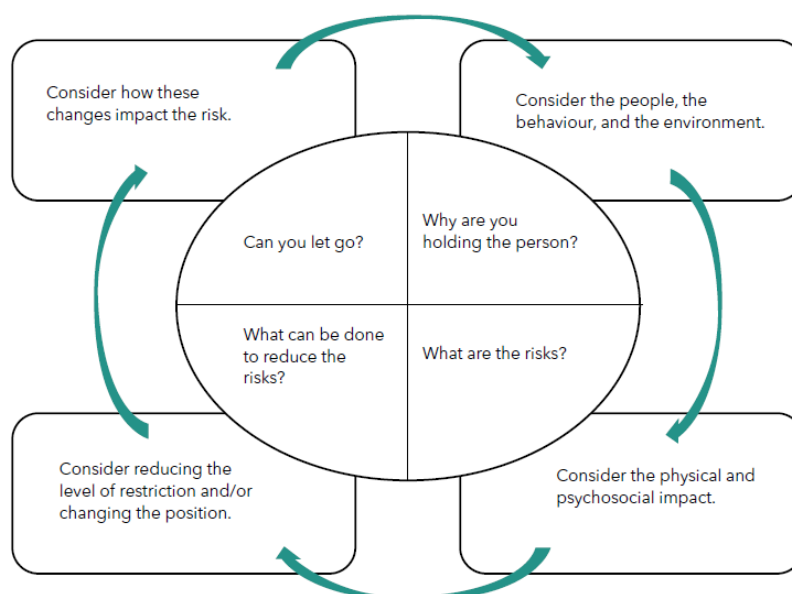 Consider how these
changes impact the risk.
Consider the people, the
behaviour, and the environment.
Can you let go?
Why are you
holding the person?
What can be done
to reduce the
risks?
What are the risks?
Consider reducing the
level of restriction and/or
changing the position.
Consider the physical and
psychosocial impact.